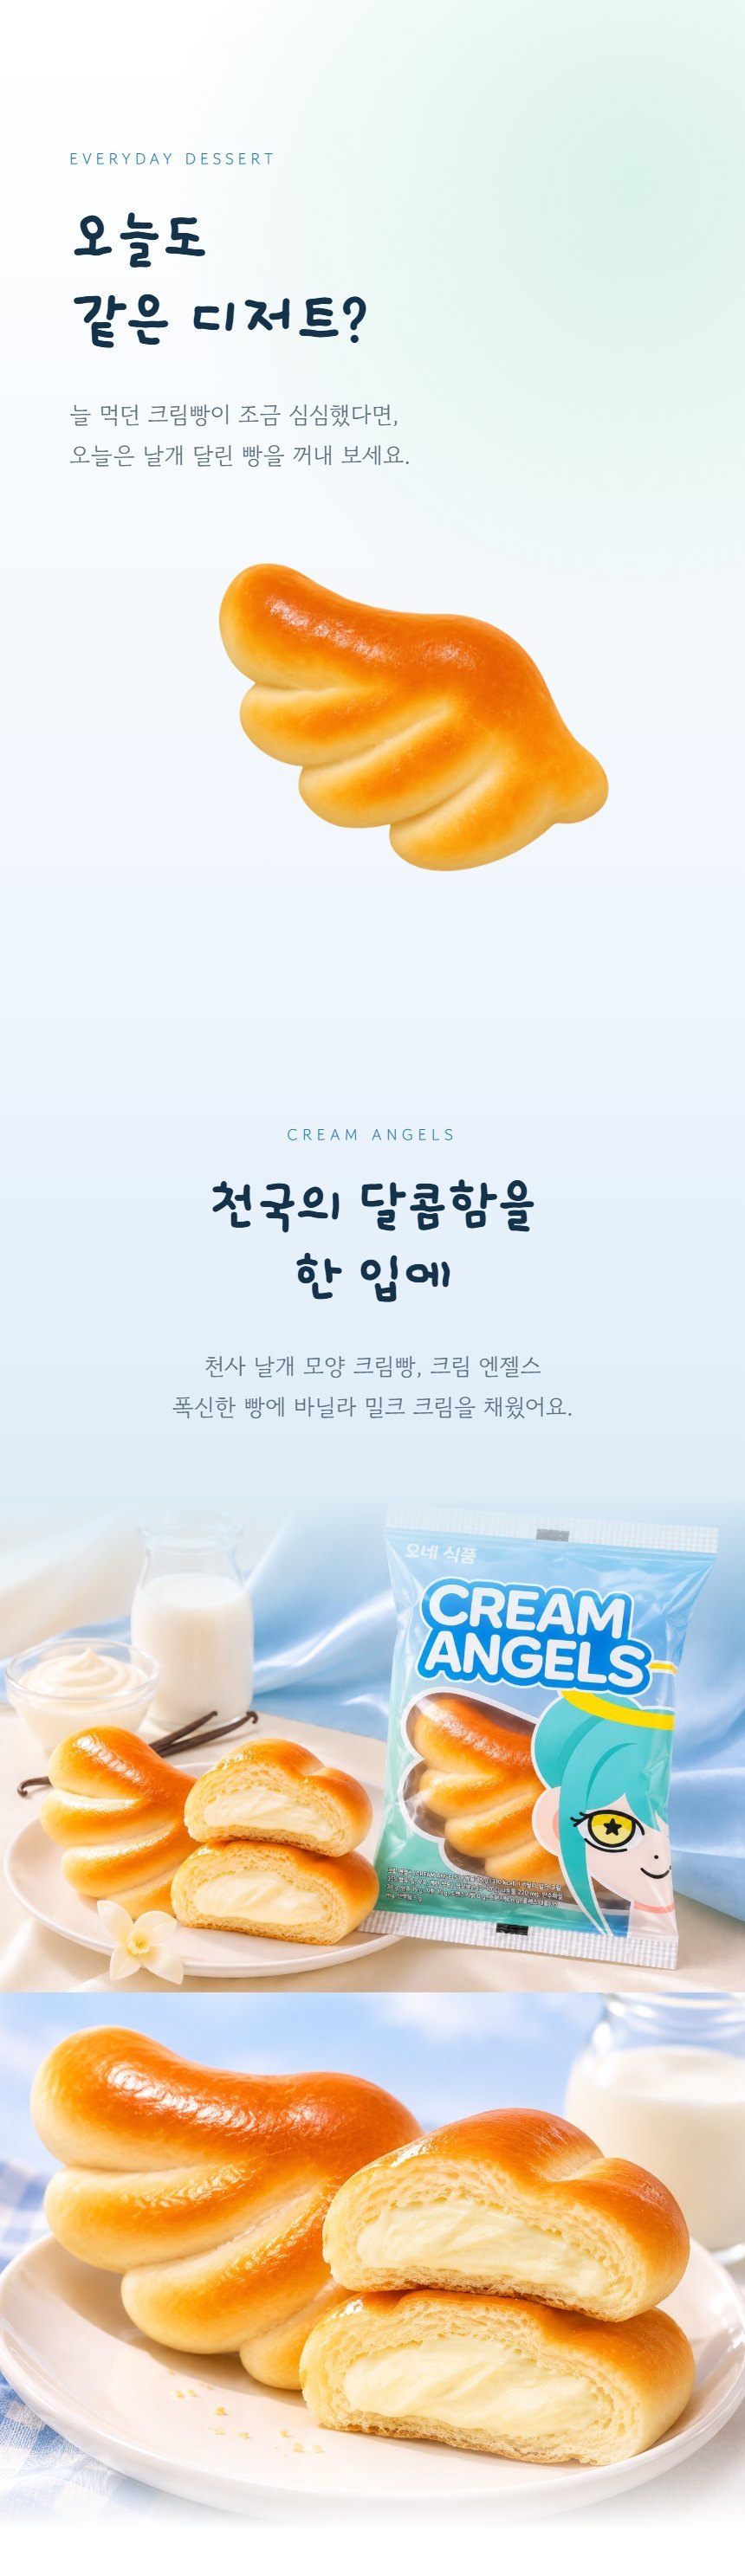 EVERYDAY DESSERT
오늘도
같은 디저트?
늘 먹던 크림빵이 조금 심심했다면,
오늘은 날개 달린 빵을 꺼내 보세요.
CREAM ANGELS
천국의 달콤함을
한 입에
천사 날개 모양 크림빵, 크림 엔젤스
폭신한 빵에 바닐라 밀크 크림을 채웠어요.
오네 식품
CREAM
ANGELS